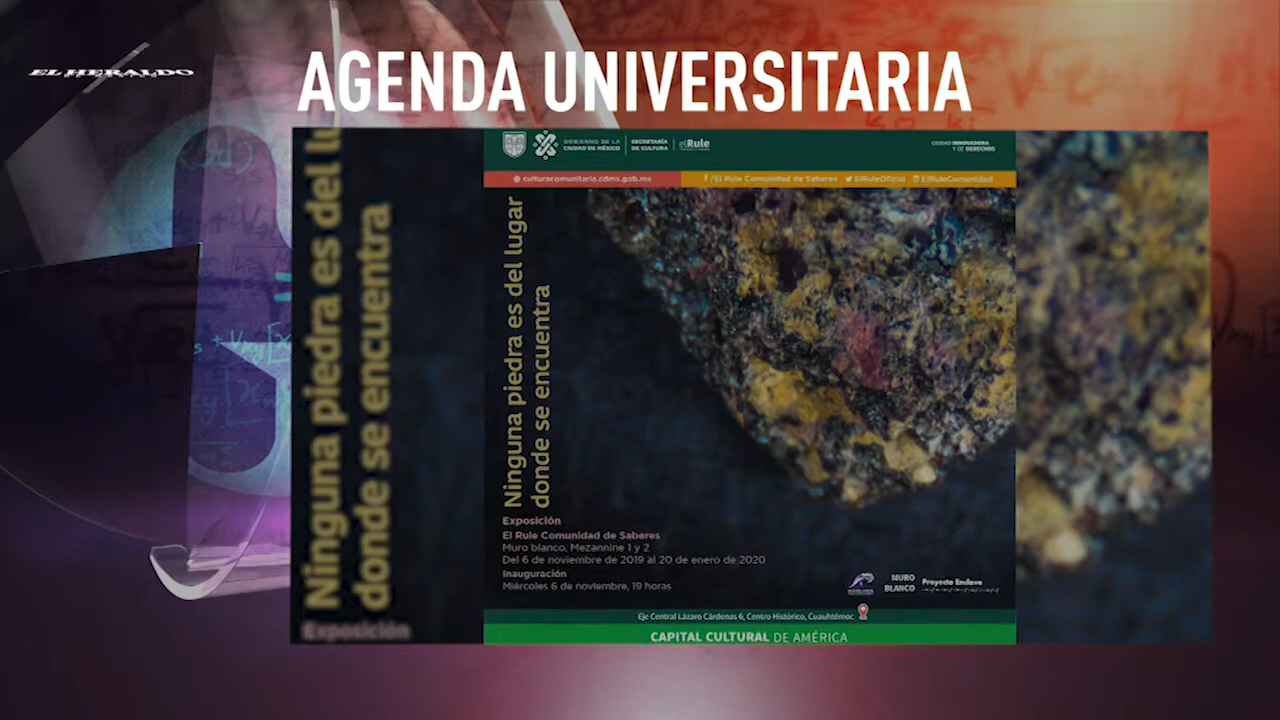 EL HERALDO
AGENDA UNIVERSITARIA
Ninguna piedra es del lu
donde se encuentra
Exposición
GOBIERNO DE LA
CIUDAD DE MÉXICO
SECRETARÍA
DE CULTURA
elRule
CIUDAD INNOVADORA
Y DE DERECHOS
culturacomunitaria.cdmx.gob.mx
/El Rule Comunidad de Saberes
ElRuleOficial
ElRuleComunidad
Ninguna piedra es del lugar
donde se encuentra
Exposición
El Rule Comunidad de Saberes
Muro blanco, Mezannine 1 y 2
Del 6 de noviembre de 2019 al 20 de enero de 2020
Inauguración
Miércoles 6 de noviembre, 19 horas
MURO
BLANCO
Proyecto Enclave
Eje Central Lázaro Cárdenas 6, Centro Histórico, Cuauhtémoc
CAPITAL CULTURAL DE AMÉRICA